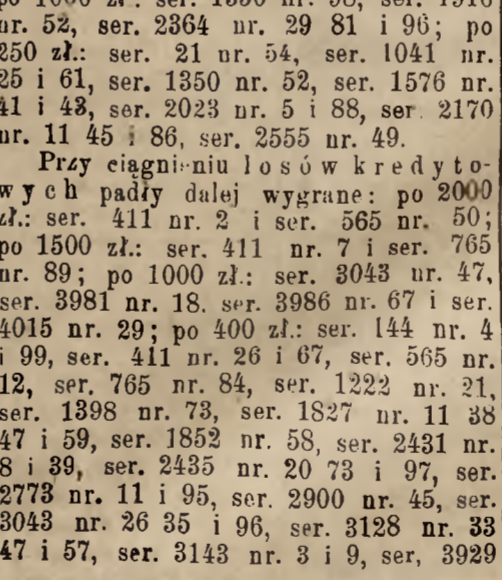 nr. 52, ser. 2364 nr. 29 81 i 96; po
250 zł.: ser. 21 nr. 54, ser. 1041 nr.
25 i 61, ser. 1350 nr. 52, ser. 1576 nr.
41 i 43, ser. 2023 nr. 5 i 88, ser. 2170
nr. 11 45 i 86, ser. 2555 nr. 49.
Przy ciągnieniu losów kredyto-
wych padły dalej wygrane: po 2000
zł.: ser. 411 nr. 2 i ser. 565 nr. 50;
po 1500 zł.: ser. 411 nr. 7 i ser. 765
nr. 89; po 1000 zł.: ser. 3043 nr. 47,
ser. 3981 nr. 18. ser. 3986 nr. 67 i ser.
4015 nr. 29; po 400 zł.: ser. 144 nr. 4
i 99, ser. 411 nr. 26 i 67, ser. 565 nr.
12, ser. 765 nr. 84, ser. 1222 nr. 21,
ser. 1398 nr. 73, ser. 1827 nr. 11 38
47 i 59, ser. 1852 nr. 58, ser. 2431 nr.
8 i 39, ser. 2435 nr. 20 73 i 97, ser.
2773 nr. 11 i 95, ser. 2900 nr. 45, ser.
3043 nr. 26 35 i 96, ser. 3128 nr. 33
47 i 57, ser. 3143 nr. 3 i 9, ser, 3929